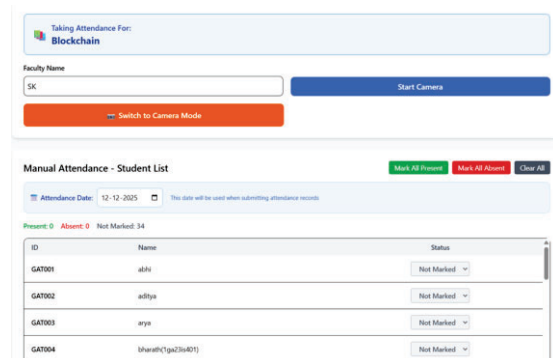 Taking Attendance For:
Blockchain
Faculty Name
SK
Start Camera
Switch to Camera Mode
Manual Attendance - Student List
Mark All Present Mark All Absent Clear All
Attendance Date: 12-12-2025 This date will be used when submitting attendance records
Present: 0 Absent: 0 Not Marked: 34
ID Name Status
GAT001 abhi Not Marked
GAT002 aditya Not Marked
GAT003 arya Not Marked
GAT004 bharath(1ga23is401) Not Marked